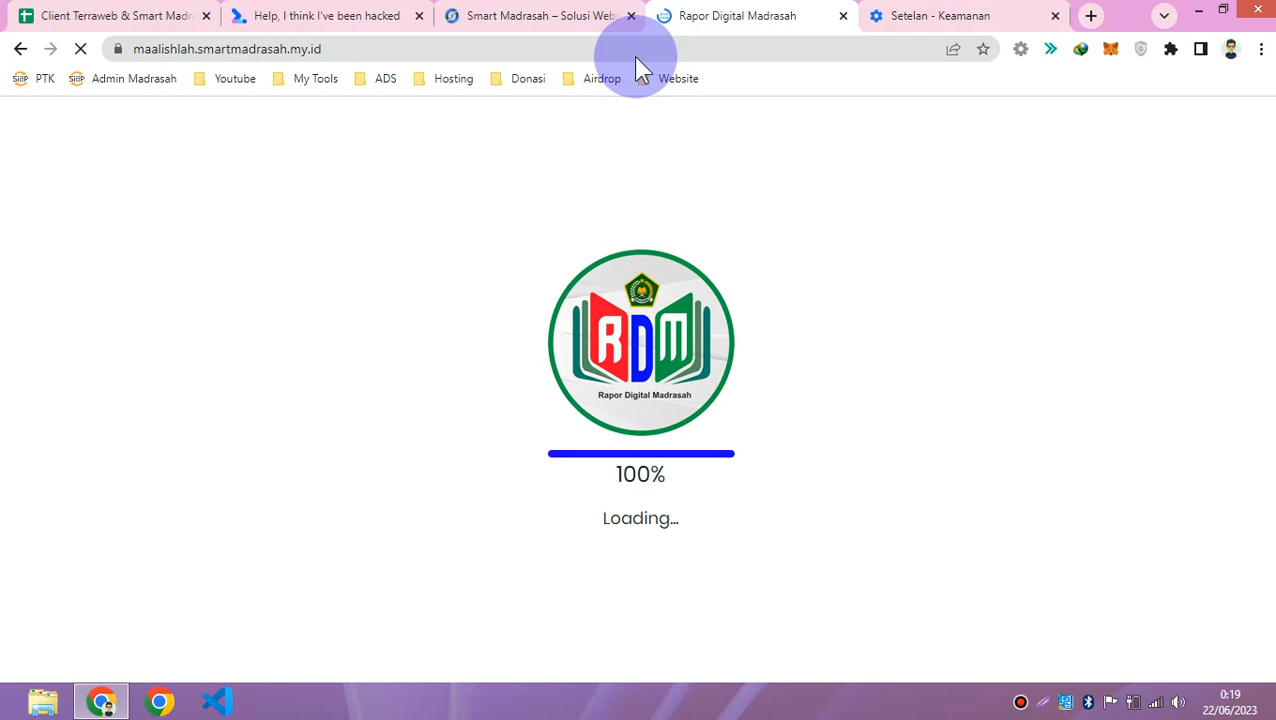 Client Terraweb & Smart Madr
Help, I think I've been hacked
Smart Madrasah – Solusi Webs
Rapor Digital Madrasah
Setelan - Keamanan
maalishlah.smartmadrasah.my.id
PTK
Admin Madrasah
Youtube
My Tools
ADS
Hosting
Donasi
Airdrop
Website
RDM
Rapor Digital Madrasah
100%
Loading...
0:19
22/06/2023